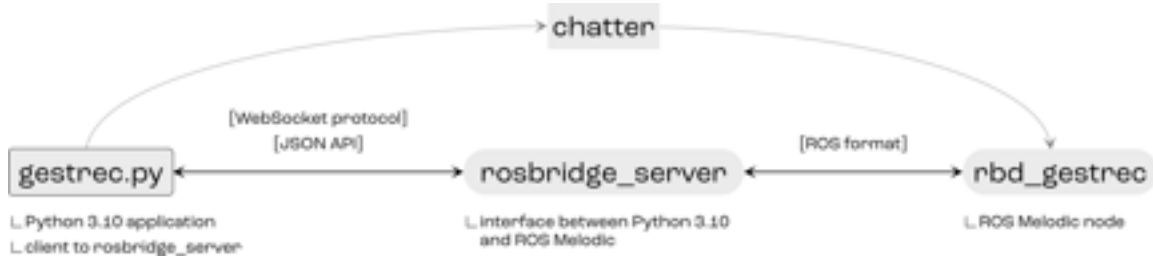 chatter
[WebSocket protocol]
[JSON API]
[ROS format]
gestrec.py
rosbridge_server
rbd_gestrec
Python 3.10 application
client to rosbridge_server
interface between Python 3.10
and ROS Melodic
ROS Melodic node